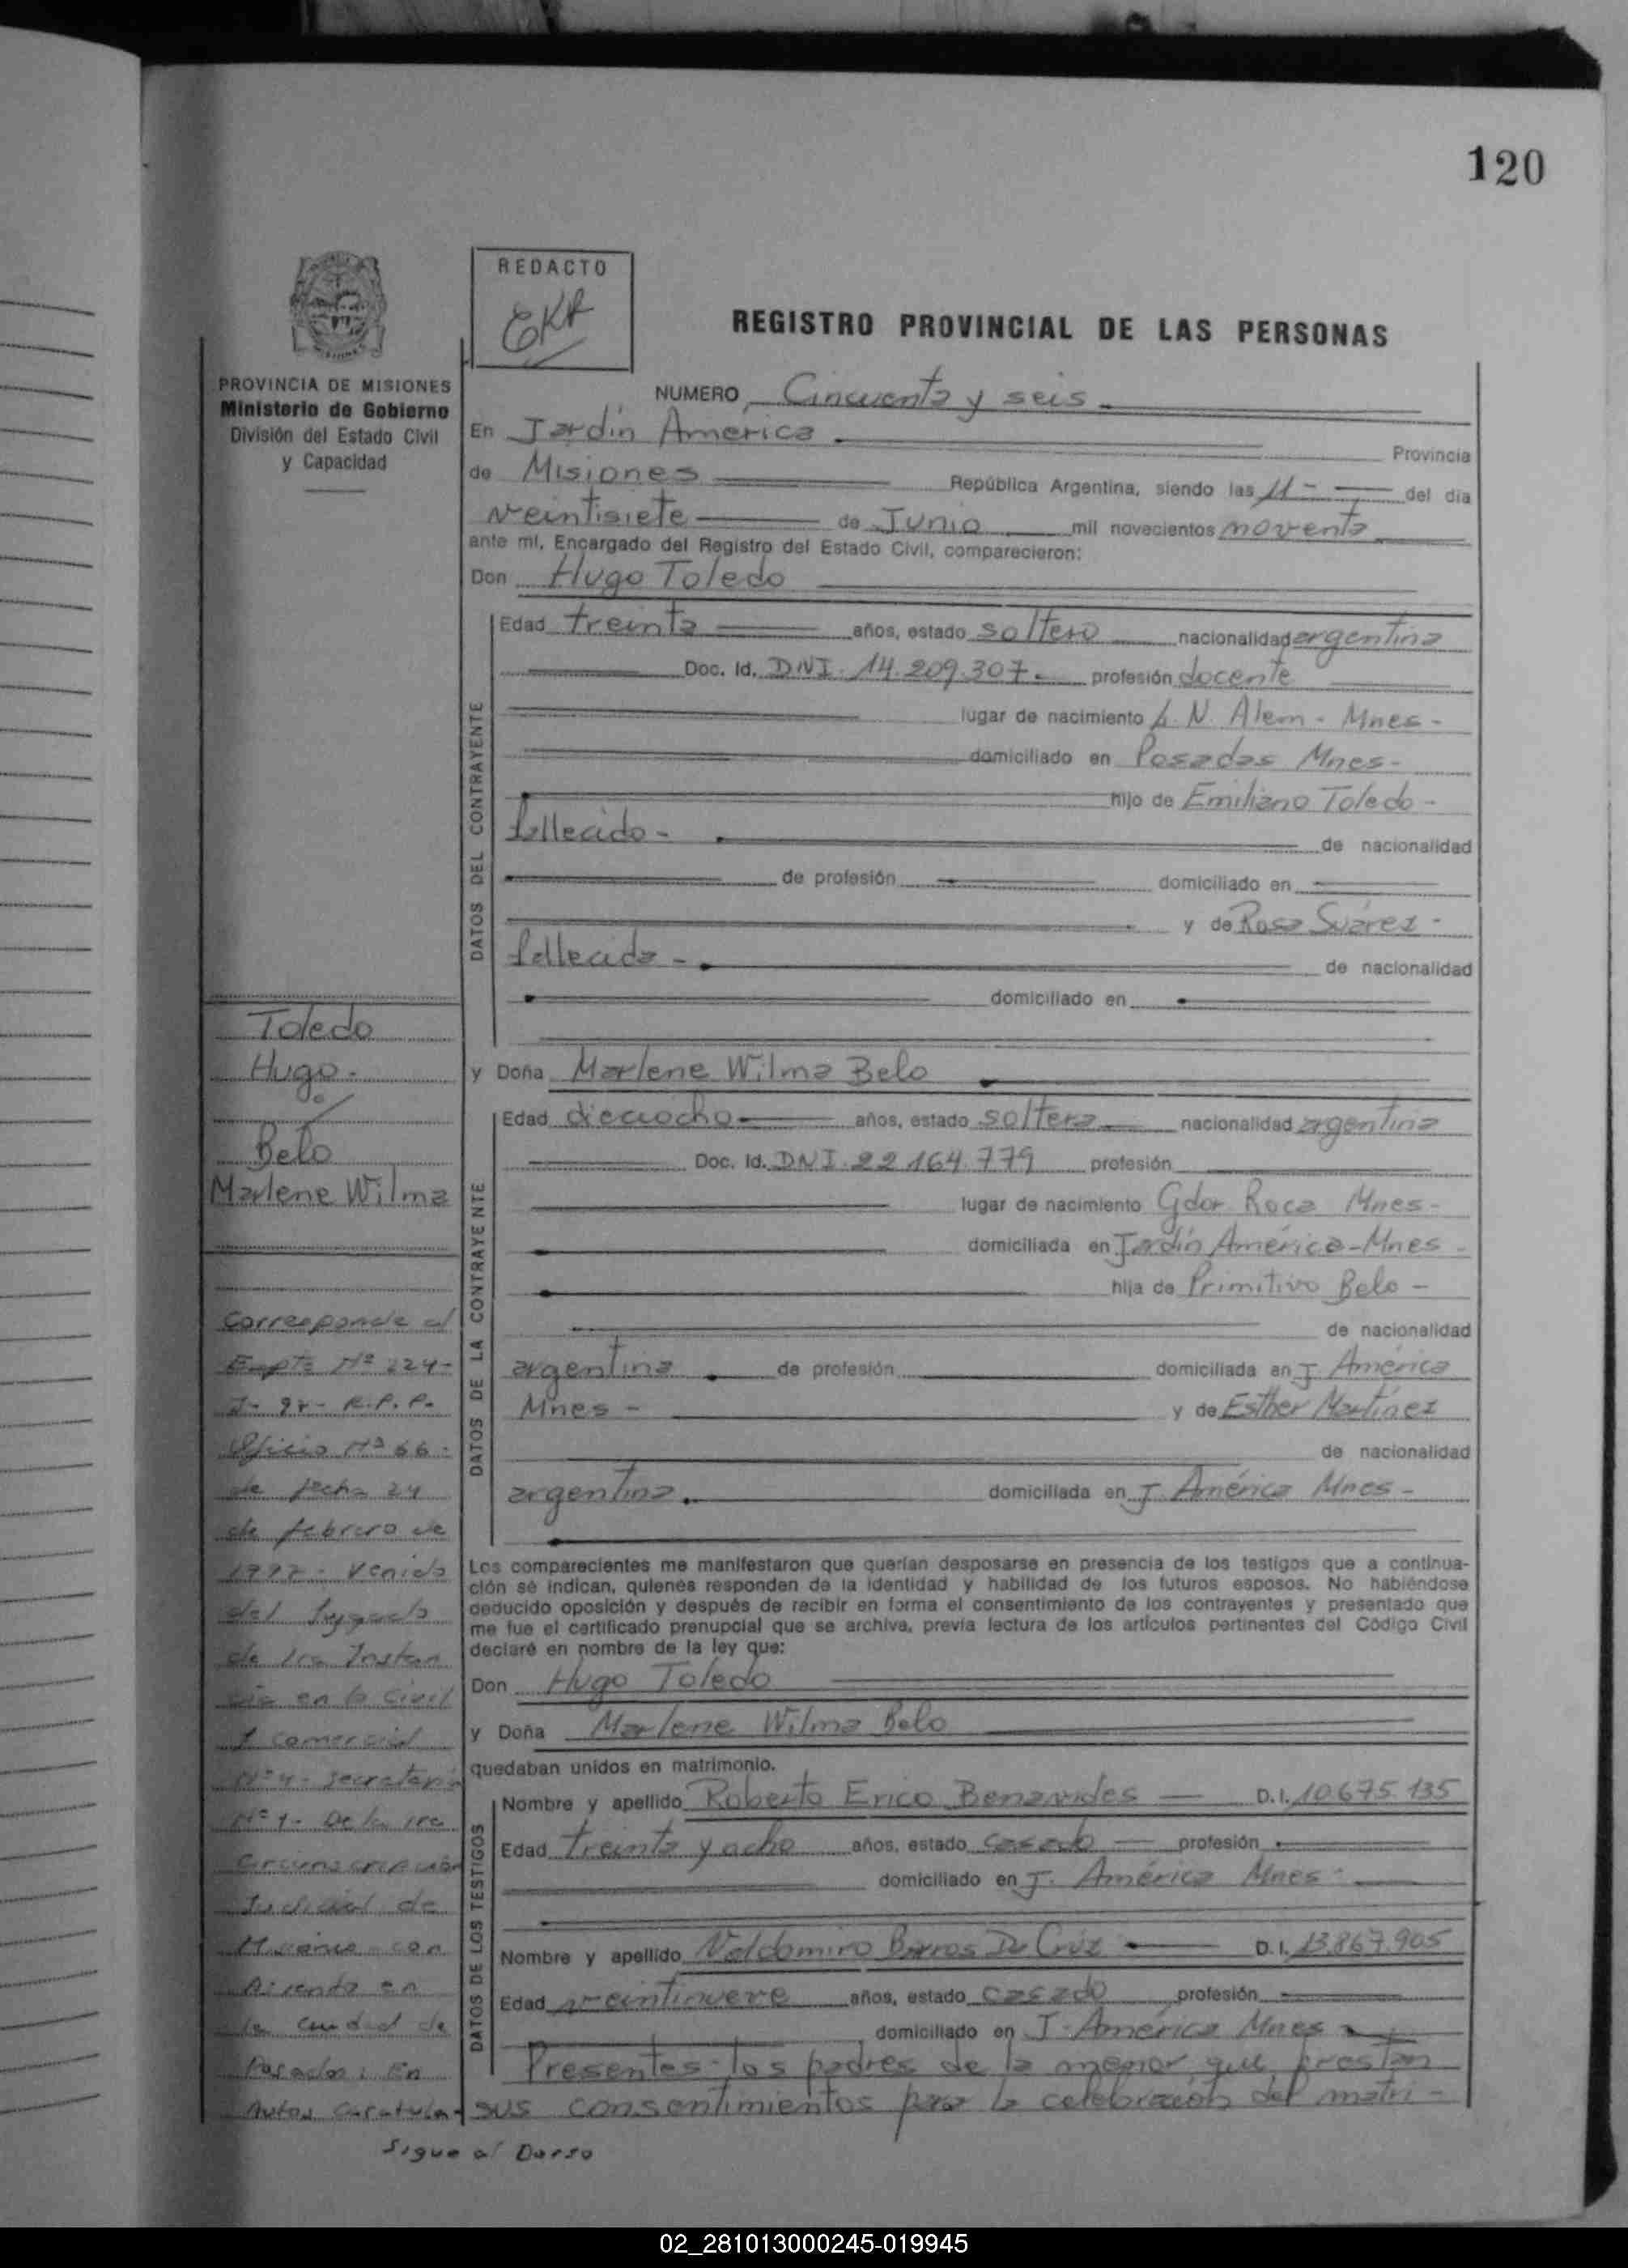 120
REDACTO
EKR
REGISTRO PROVINCIAL DE LAS PERSONAS
PROVINCIA DE MISIONES
Ministerio de Gobierno
División del Estado Civil
y Capacidad
NUMERO Cincuenta y seis
En Jardin America Provincia
de Misiones República Argentina, siendo las 11- del día
veintisiete de Junio mil novecientos noventa
ante mí, Encargado del Registro del Estado Civil, comparecieron:
Don Hugo Toledo
DATOS DEL CONTRAYENTE
Edad treinta años, estado soltero nacionalidad argentina
Doc. Id. DNI. 14.209.307.- profesión docente
lugar de nacimiento L. N. Alem - Mnes -
domiciliado en Posadas Mnes -
hijo de Emiliano Toledo -
fallecido - de nacionalidad
de profesión domiciliado en
y de Rosa Suárez -
fallecida - de nacionalidad
domiciliado en
Toledo
Hugo.
Belo
Marlene Wilma
y Doña Marlene Wilma Belo
DATOS DE LA CONTRAYENTE
Edad dieciocho años, estado soltera nacionalidad argentina
Doc. Id. DNI. 22 164.779 profesión
lugar de nacimiento Gdor Roca Mnes -
domiciliada en Jardín América - Mnes -
hija de Primitivo Belo -
de nacionalidad
argentina de profesión domiciliada en J. América
Mnes - y de Esther Martínez
de nacionalidad
argentina. domiciliada en J. América Mnes -
Los comparecientes me manifestaron que querían desposarse en presencia de los testigos que a continua-
ción se indican, quienes responden de la identidad y habilidad de los futuros esposos. No habiéndose
deducido oposición y después de recibir en forma el consentimiento de los contrayentes y presentado que
me fue el certificado prenupcial que se archiva, previa lectura de los artículos pertinentes del Código Civil
declaré en nombre de la ley que:
Don Hugo Toledo
y Doña Marlene Wilma Belo
quedaban unidos en matrimonio.
DATOS DE LOS TESTIGOS
Nombre y apellido Roberto Erico Benavides D.I. 10.675.135
Edad treinta y ocho años, estado casado profesión
domiciliado en J. América Mnes -
Nombre y apellido Valdomiro Barros Da Cruz D.I. 13.867.905
Edad veintinueve años, estado casado profesión
domiciliado en J. América Mnes
Presentes los padres de la menor que prestan
sus consentimientos para la celebración del matri-
Corresponde al
Expte Nº 224-
R.P.P.
Oficio Nº 66-
de fecha 24
de febrero de
1992 - Venido
del Juzgado
de 1ra Instan
cia en lo Civil
y comercial
Nº 4 - secretaría
Nº 1 - De la 1ra
Circunscripción
Judicial de
Misiones con
Asiento en
la ciudad de
Posadas; En
Autos Caratula-
Sigue al Dorso
02_281013000245-019945